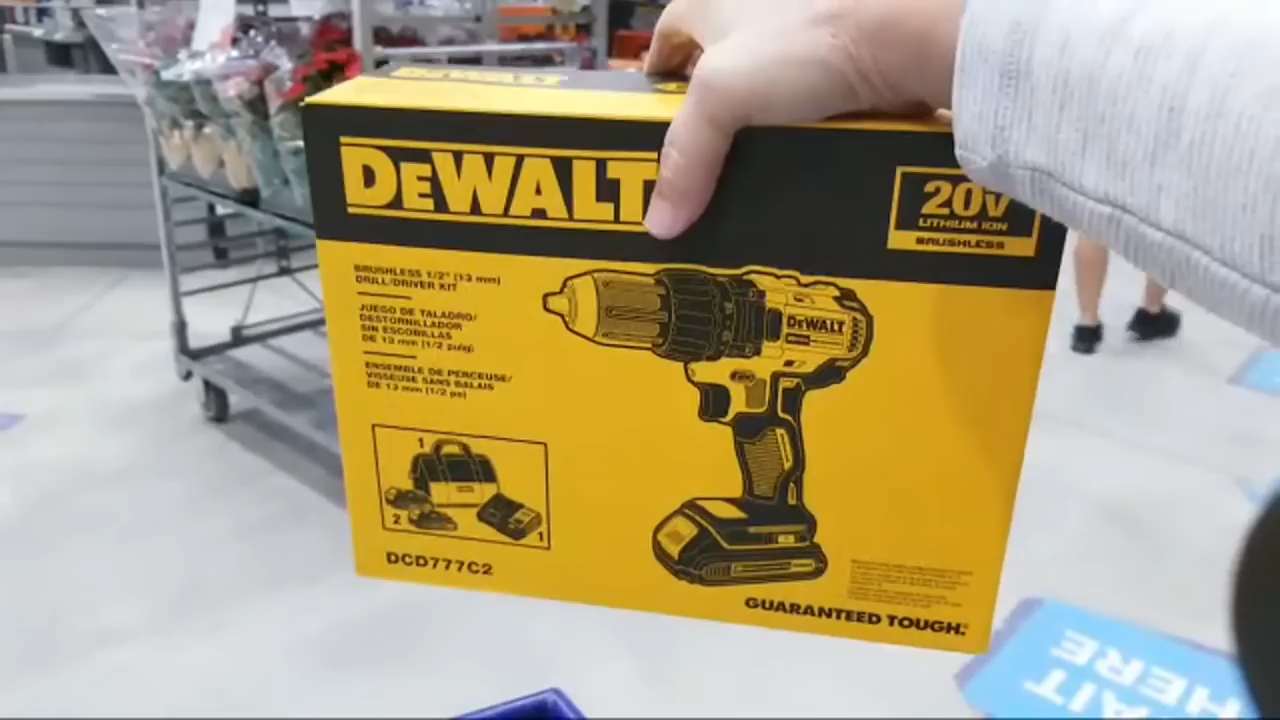 DEWALT
DEWALT
20V
LITHIUM ION
BRUSHLESS
BRUSHLESS 1/2" (13 mm)
DRILL/DRIVER KIT
JUEGO DE TALADRO/
DESTORNILLADOR
SIN ESCOBILLAS
DE 13 mm (1/2 pulg)
ENSEMBLE DE PERCEUSE/
VISSEUSE SANS BALAIS
DE 13 mm (1/2 po)
DEWALT
1
2
1
DCD777C2
GUARANTEED TOUGH.
AIT
HERE